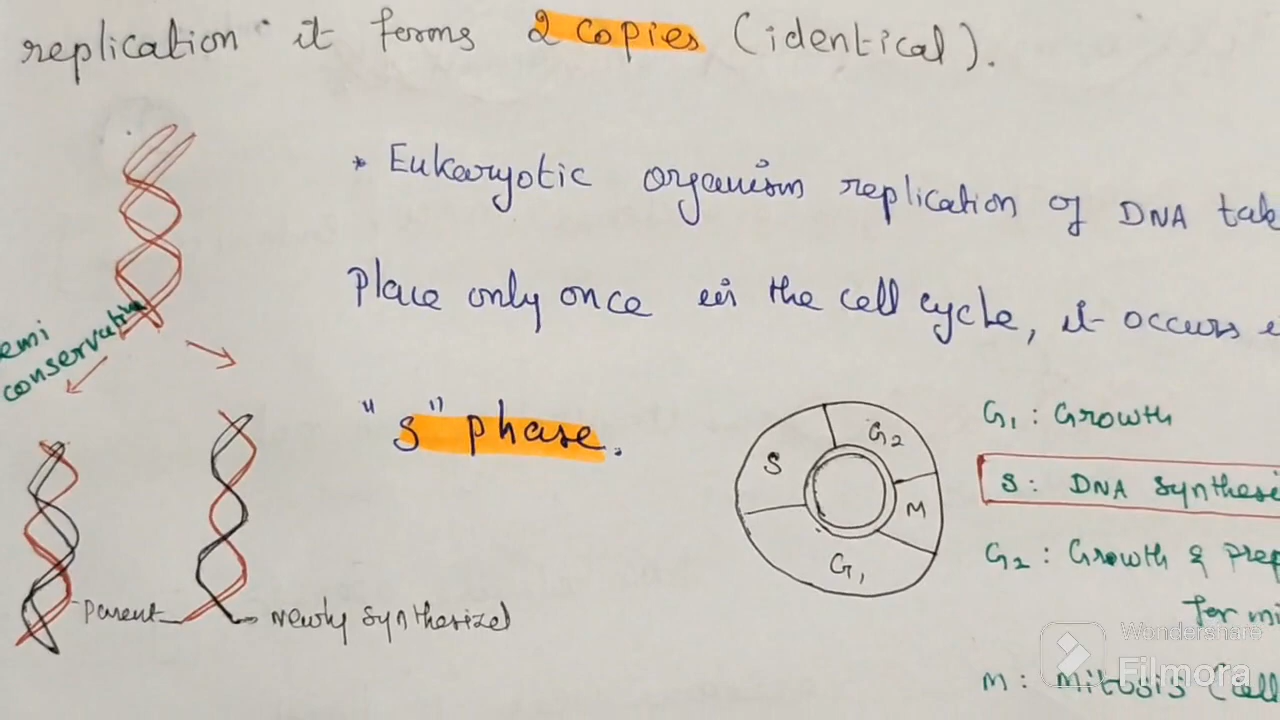 replication it forms 2 copies (identical).
* Eukaryotic organism replication of DNA tak
Place only once in the cell cycle, it occurs
"S" phase.
emi
conservative
Parent
newly synthesized
S
G2
M
G1
G1 : Growth
S : DNA Synthesi
G2 : Growth & Prep
for mi
M : Mitosis (cell
Wondershare
Filmora